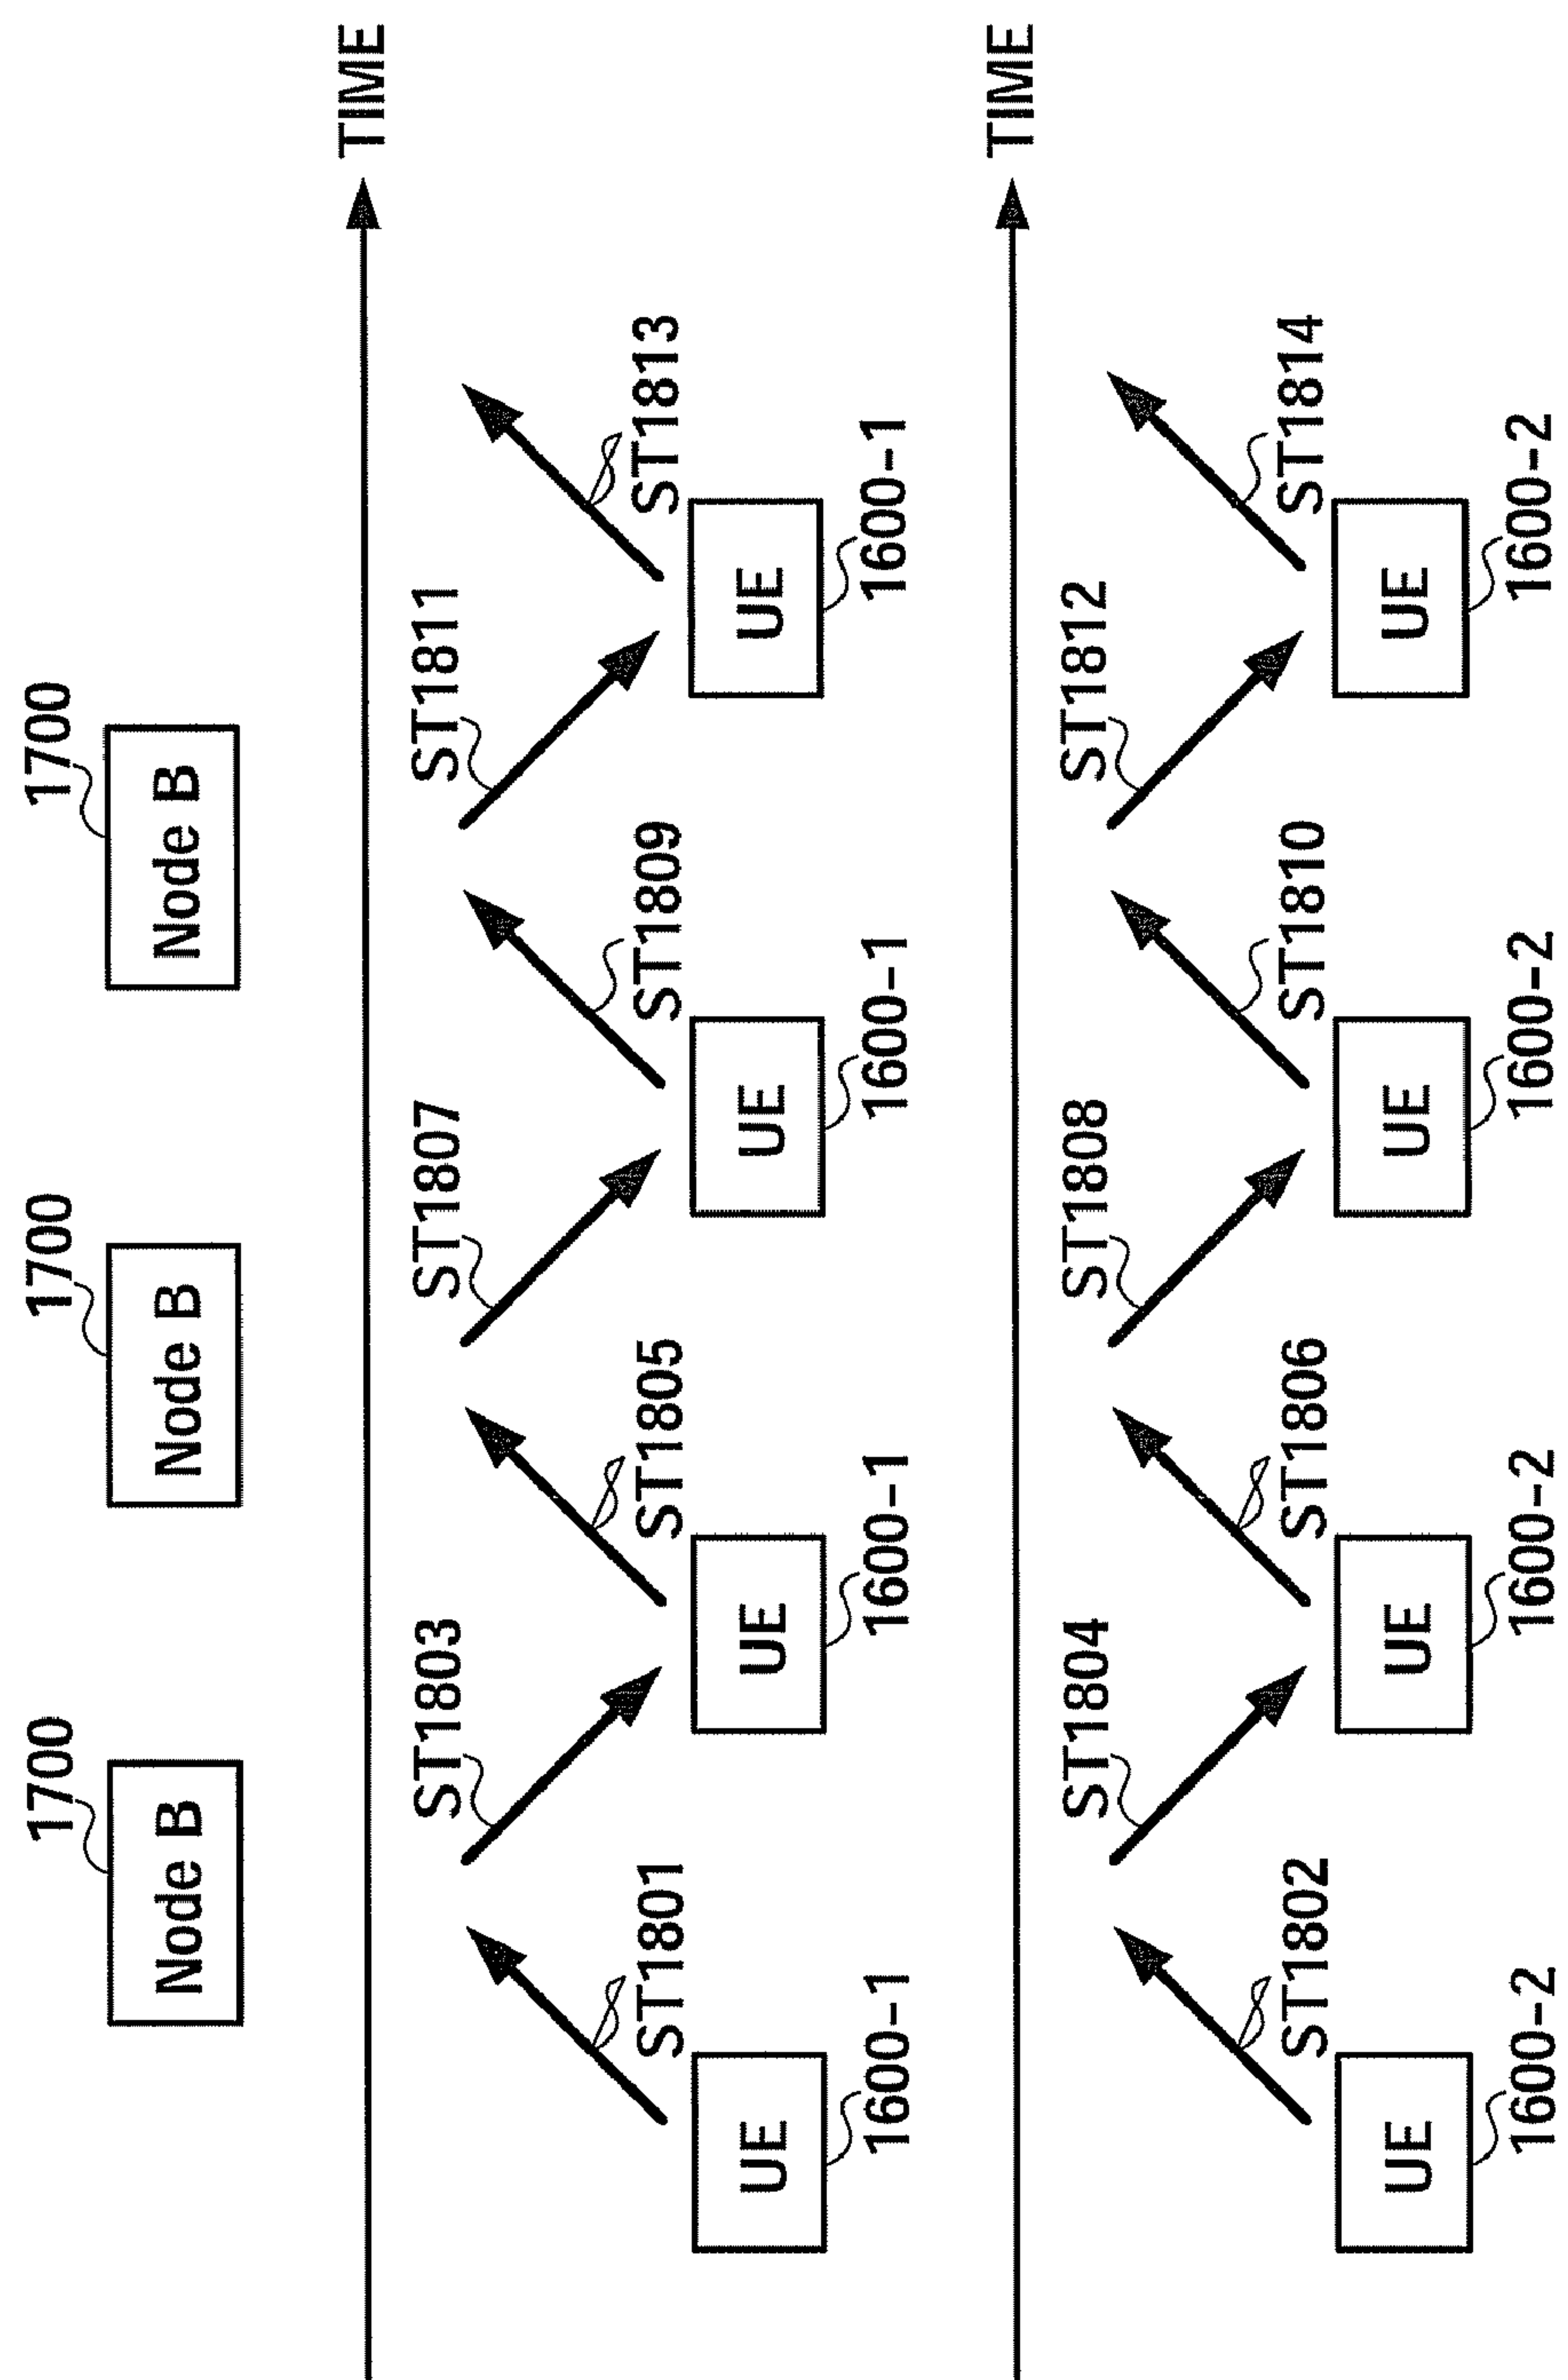 1700
1700
1700
Node B
Node B
Node B
TIME
ST1803
ST1807
ST1811
ST1801
ST1805
ST1809
ST1813
UE
UE
UE
UE
1600-1
1600-1
1600-1
1600-1
TIME
ST1804
ST1808
ST1812
ST1802
ST1806
ST1810
ST1814
UE
UE
UE
UE
1600-2
1600-2
1600-2
1600-2